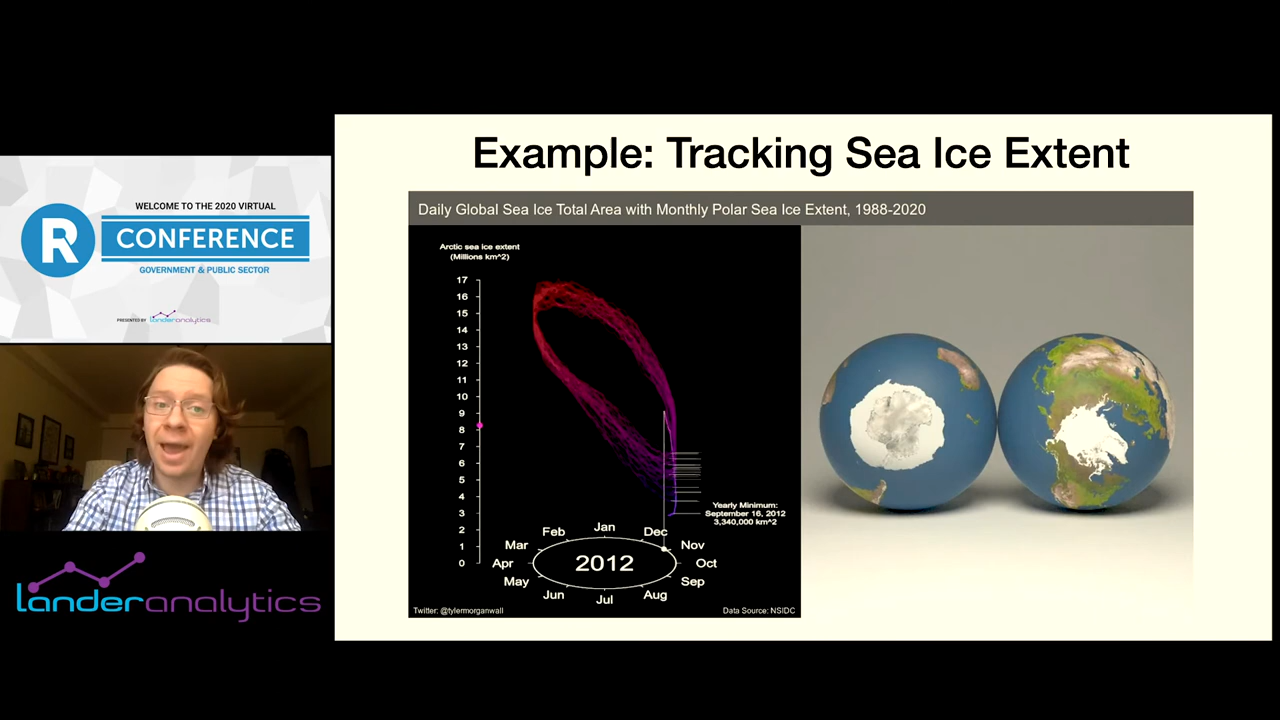 WELCOME TO THE 2020 VIRTUAL
R
CONFERENCE
GOVERNMENT & PUBLIC SECTOR
PRESENTED BY landeranalytics
landeranalytics
Example: Tracking Sea Ice Extent
Daily Global Sea Ice Total Area with Monthly Polar Sea Ice Extent, 1988-2020
Arctic sea ice extent
(Millions km^2)
17
16
15
14
13
12
11
10
9
8
7
6
5
4
3
2
1
0
Yearly Minimum:
September 16, 2012
3,340,000 km^2
Jan
Feb
Dec
Mar
Nov
Apr
2012
Oct
May
Sep
Jun
Aug
Jul
Twitter: @tylermorganwall
Data Source: NSIDC